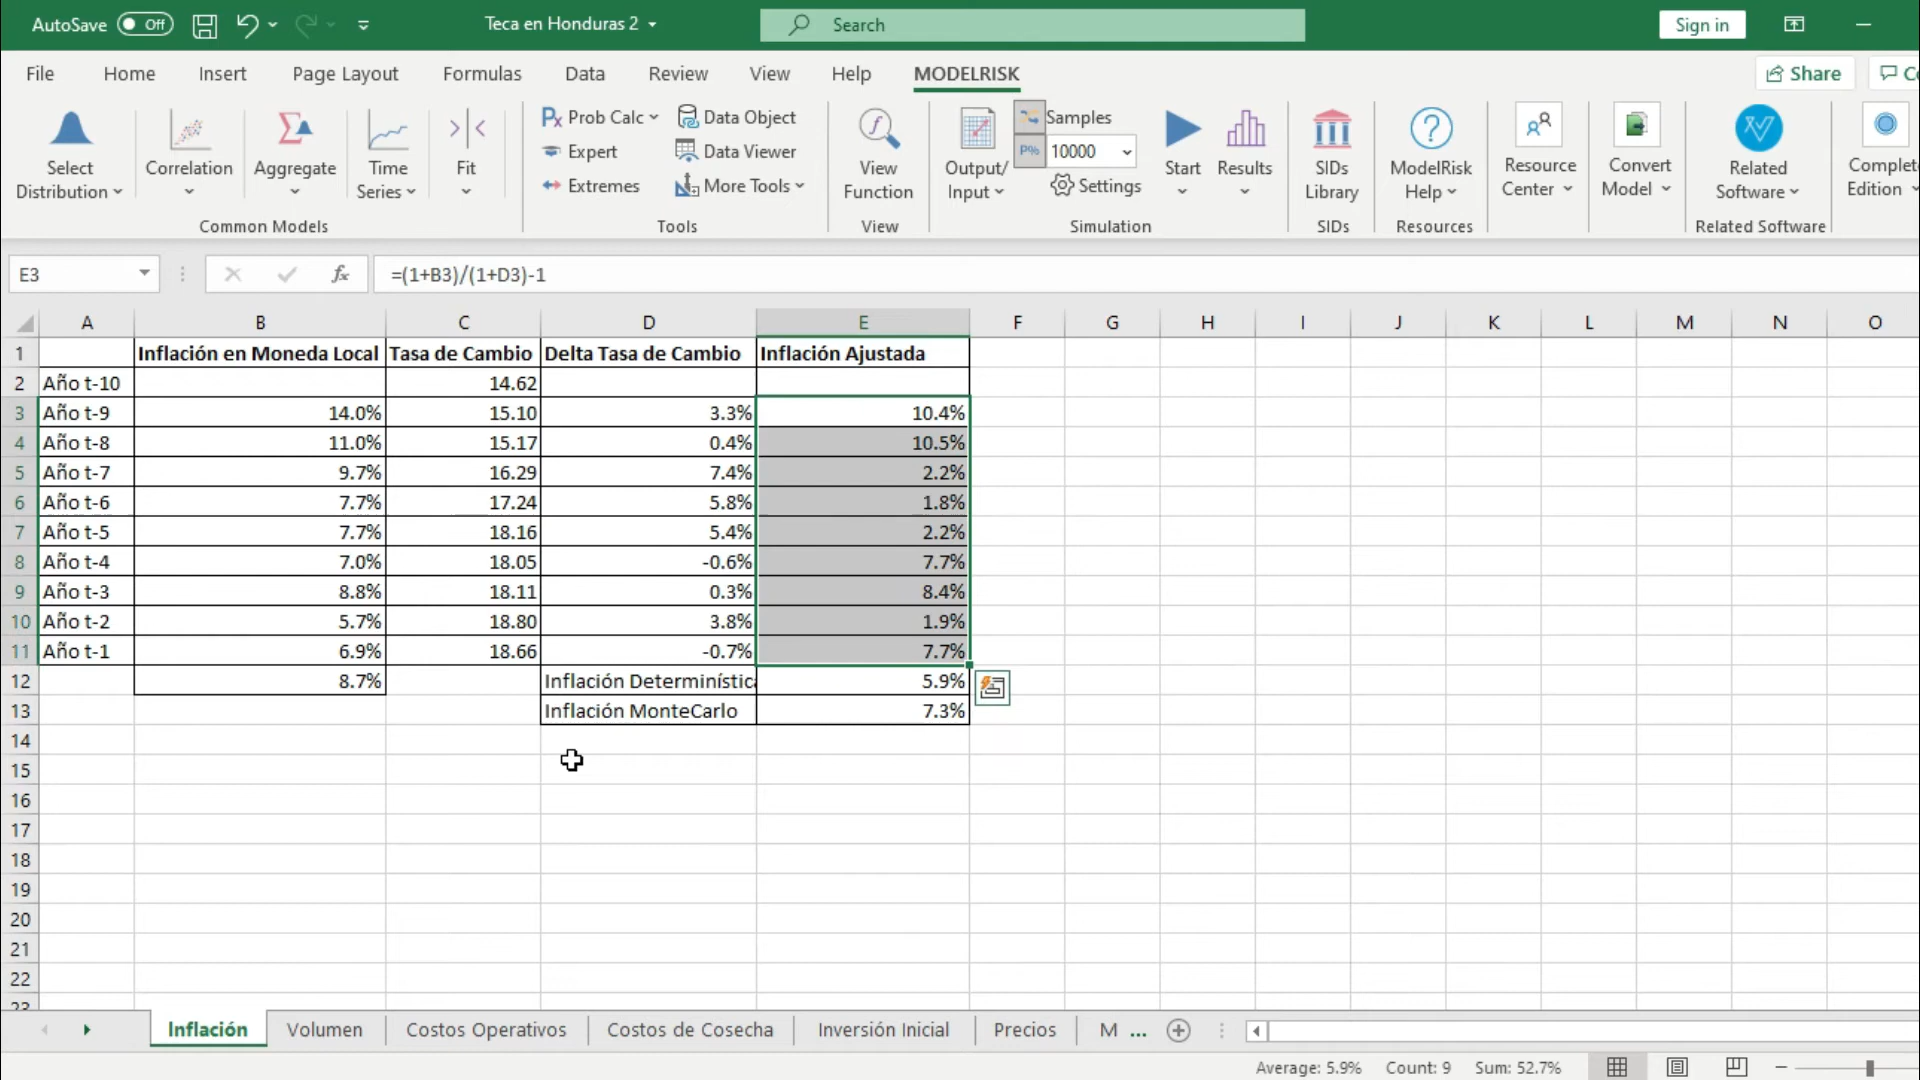 AutoSave Off Teca en Honduras 2 Search Sign in
File Home Insert Page Layout Formulas Data Review View Help MODELRISK Share
Select Distribution
Correlation
Aggregate
Time Series
Fit
Common Models
Prob Calc
Expert
Extremes
Data Object
Data Viewer
More Tools
Tools
View Function
View
Output/ Input
Samples
P% 10000
Settings
Start
Results
Simulation
SIDs Library
SIDs
ModelRisk Help
Resources
Resource Center
Convert Model
Related Software
Related Software
Edition
E3 fx =(1+B3)/(1+D3)-1
A B C D E F G H I J K L M N O
1 Inflación en Moneda Local Tasa de Cambio Delta Tasa de Cambio Inflación Ajustada
2 Año t-10 14.62
3 Año t-9 14.0% 15.10 3.3% 10.4%
4 Año t-8 11.0% 15.17 0.4% 10.5%
5 Año t-7 9.7% 16.29 7.4% 2.2%
6 Año t-6 7.7% 17.24 5.8% 1.8%
7 Año t-5 7.7% 18.16 5.4% 2.2%
8 Año t-4 7.0% 18.05 -0.6% 7.7%
9 Año t-3 8.8% 18.11 0.3% 8.4%
10 Año t-2 5.7% 18.80 3.8% 1.9%
11 Año t-1 6.9% 18.66 -0.7% 7.7%
12 8.7% Inflación Determinística 5.9%
13 Inflación MonteCarlo 7.3%
14
15
16
17
18
19
20
21
22
Inflación Volumen Costos Operativos Costos de Cosecha Inversión Inicial Precios M ...
Average: 5.9% Count: 9 Sum: 52.7%